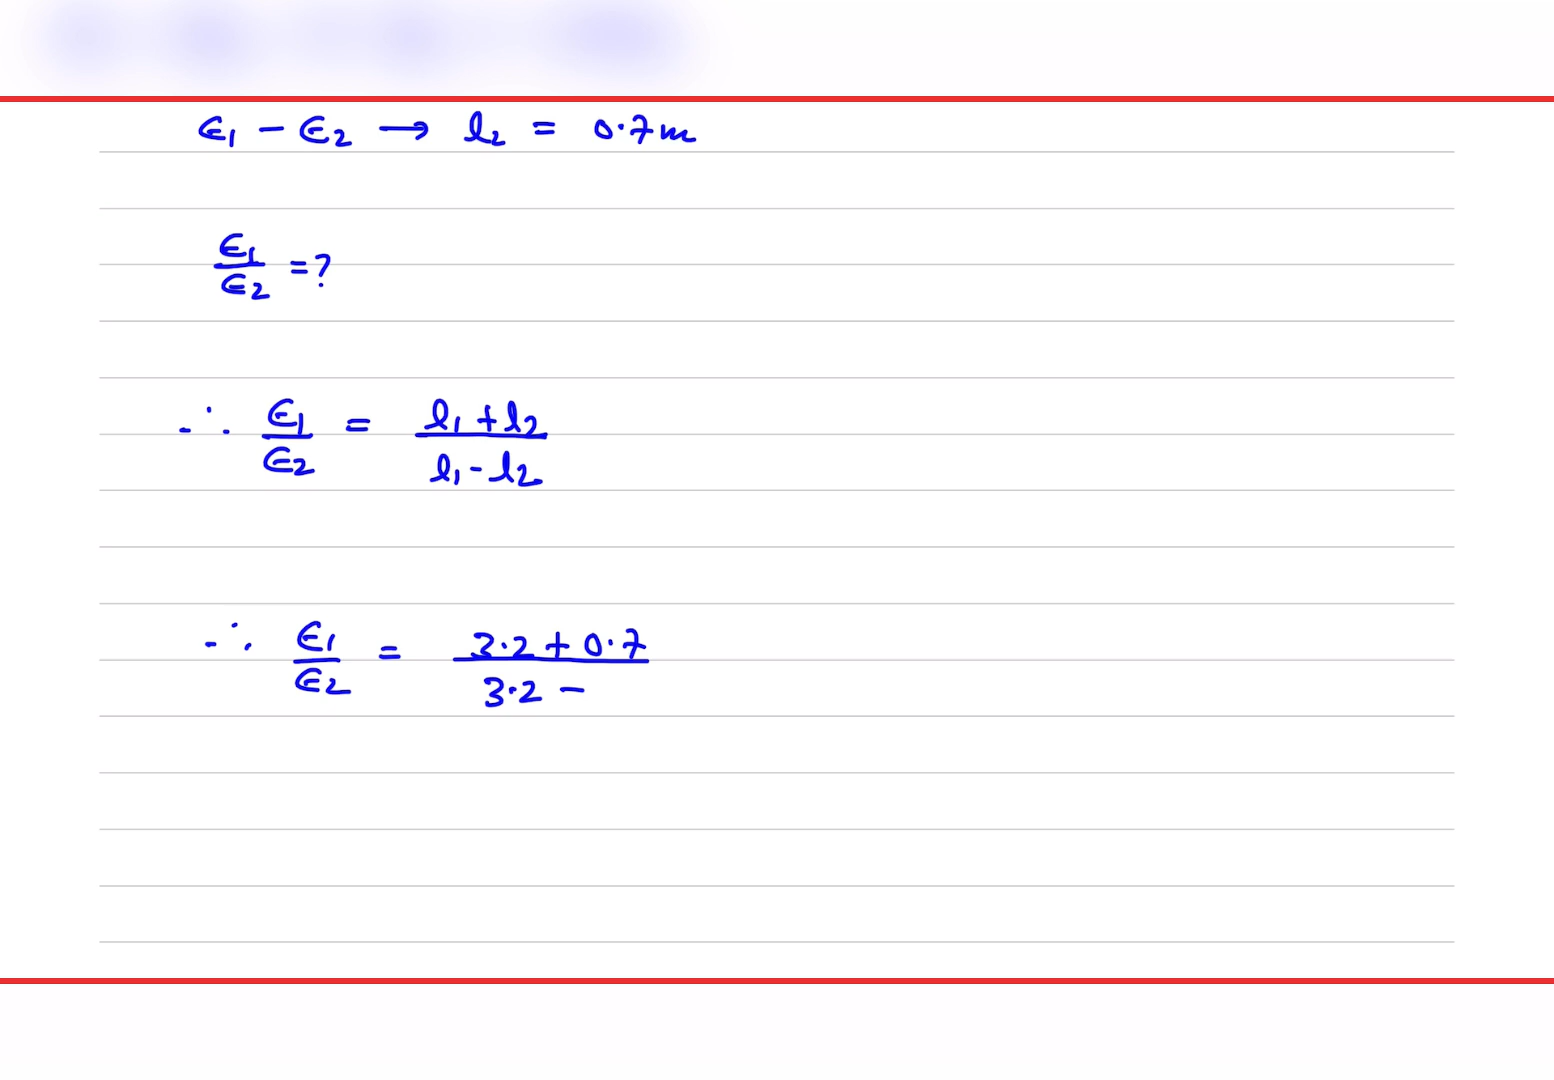 ϵ₁ − ϵ₂ → l₂ = 0.7m
ϵ₁/ϵ₂ = ?
∴ ϵ₁/ϵ₂ = (l₁ + l₂)/(l₁ - l₂)
∴ ϵ₁/ϵ₂ = (3.2 + 0.7)/(3.2 −